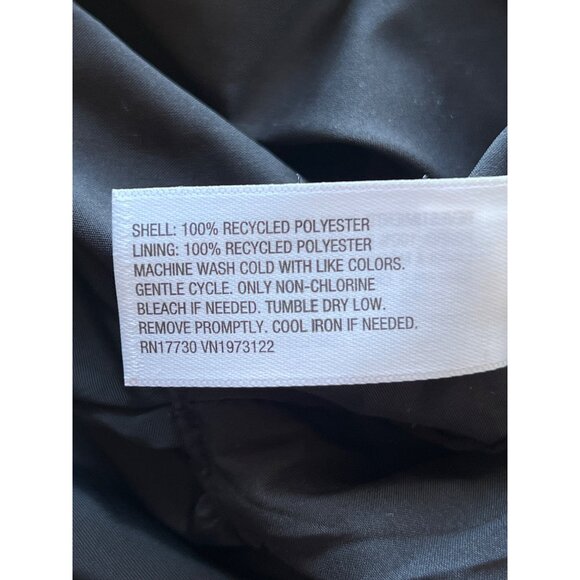 SHELL: 100% RECYCLED POLYESTER
LINING: 100% RECYCLED POLYESTER
MACHINE WASH COLD WITH LIKE COLORS.
GENTLE CYCLE. ONLY NON-CHLORINE
BLEACH IF NEEDED. TUMBLE DRY LOW.
REMOVE PROMPTLY. COOL IRON IF NEEDED.
RN17730 VN1973122